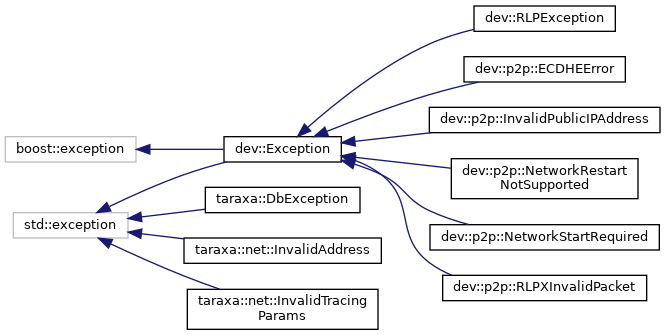 dev::RLPException
dev::p2p::ECDHEError
dev::p2p::InvalidPublicIPAddress
boost::exception
dev::Exception
dev::p2p::NetworkRestart
NotSupported
taraxa::DbException
std::exception
dev::p2p::NetworkStartRequired
taraxa::net::InvalidAddress
dev::p2p::RLPXInvalidPacket
taraxa::net::InvalidTracing
Params